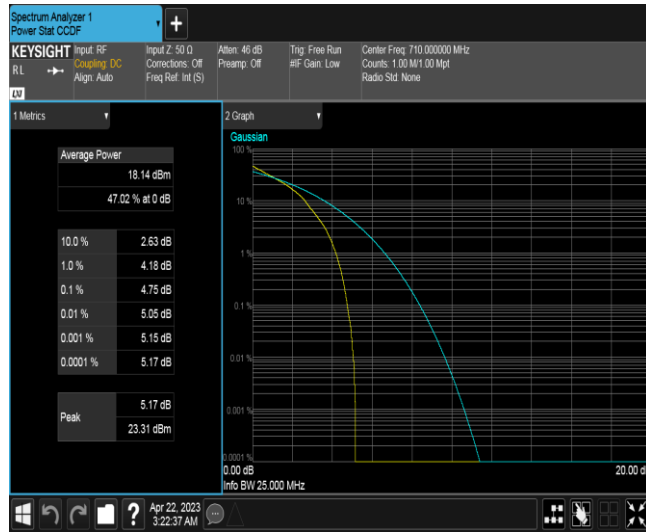 Spectrum Analyzer 1
Power Stat CCDF
+
KEYSIGHT
RL
LXI
Input: RF
Coupling: DC
Align: Auto
Input Z: 50 Ω
Corrections: Off
Freq Ref: Int (S)
Atten: 46 dB
Preamp: Off
Trig: Free Run
#IF Gain: Low
Center Freq: 710.000000 MHz
Counts: 1.00 M/1.00 Mpt
Radio Std: None
1 Metrics
Average Power
18.14 dBm
47.02 % at 0 dB
10.0 % 2.63 dB
1.0 % 4.18 dB
0.1 % 4.75 dB
0.01 % 5.05 dB
0.001 % 5.15 dB
0.0001 % 5.17 dB
Peak
5.17 dB
23.31 dBm
2 Graph
Gaussian
100 %
10 %
1 %
0.1 %
0.01 %
0.001 %
0.0001 %
0.00 dB
20.00 d
Info BW 25.000 MHz
?
Apr 22, 2023
3:22:37 AM